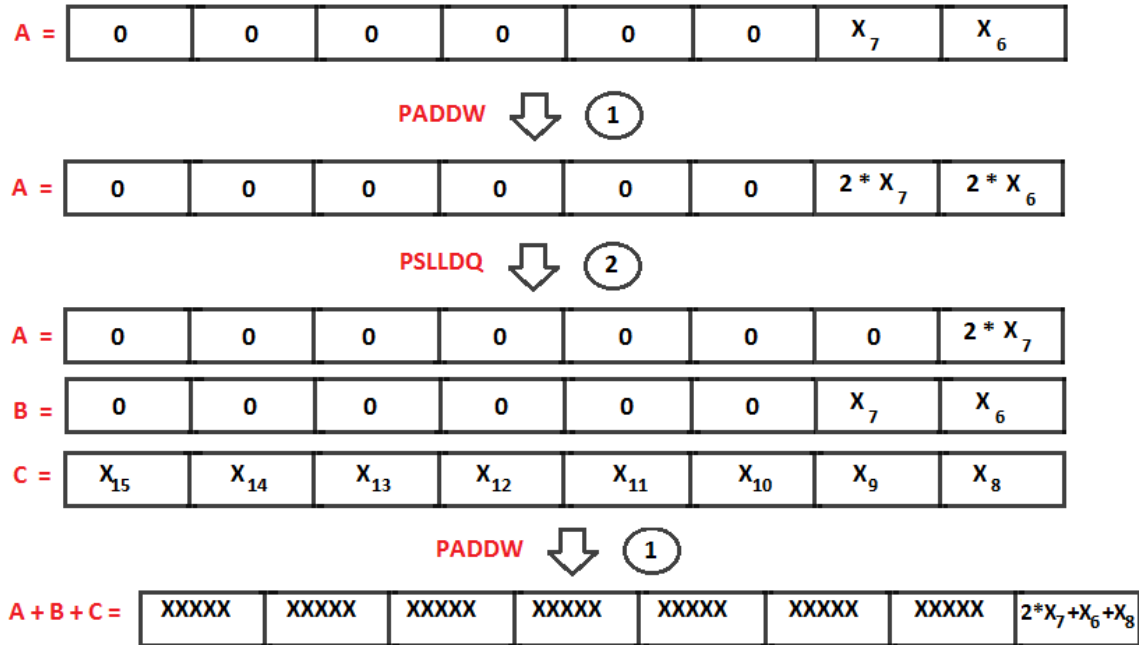 A = 0 0 0 0 0 0 X7 X6
PADDW 1
A = 0 0 0 0 0 0 2 * X7 2 * X6
PSLLDQ 2
A = 0 0 0 0 0 0 0 2 * X7
B = 0 0 0 0 0 0 X7 X6
C = X15 X14 X13 X12 X11 X10 X9 X8
PADDW 1
A + B + C = XXXXX XXXXX XXXXX XXXXX XXXXX XXXXX XXXXX 2*X7+X6+X8